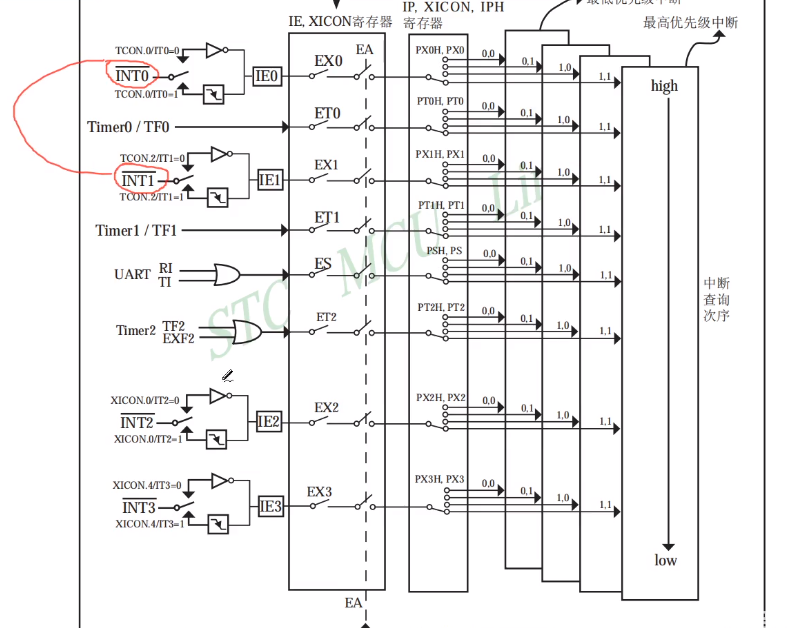 最低优先级中断
IP, XICON, IPH
IE, XICON寄存器
寄存器
最高优先级中断
TCON.0/IT0=0
INT0
TCON.0/IT0=1
IE0
EX0
EA
PX0H, PX0
0,0
0,1
1,0
1,1
high
Timer0 / TF0
ET0
PT0H, PT0
0,0
0,1
1,0
1,1
TCON.2/IT1=0
INT1
TCON.2/IT1=1
IE1
EX1
PX1H, PX1
0,0
0,1
1,0
1,1
Timer1 / TF1
ET1
PT1H, PT1
0,0
0,1
1,0
1,1
UART
RI
TI
ES
PSH, PS
0,0
0,1
1,0
1,1
中断
查询
次序
Timer2
TF2
EXF2
ET2
PT2H, PT2
0,0
0,1
1,0
1,1
STC MCU Lim
XICON.0/IT2=0
INT2
XICON.0/IT2=1
IE2
EX2
PX2H, PX2
0,0
0,1
1,0
1,1
XICON.4/IT3=0
INT3
XICON.4/IT3=1
IE3
EX3
PX3H, PX3
0,0
0,1
1,0
1,1
low
EA